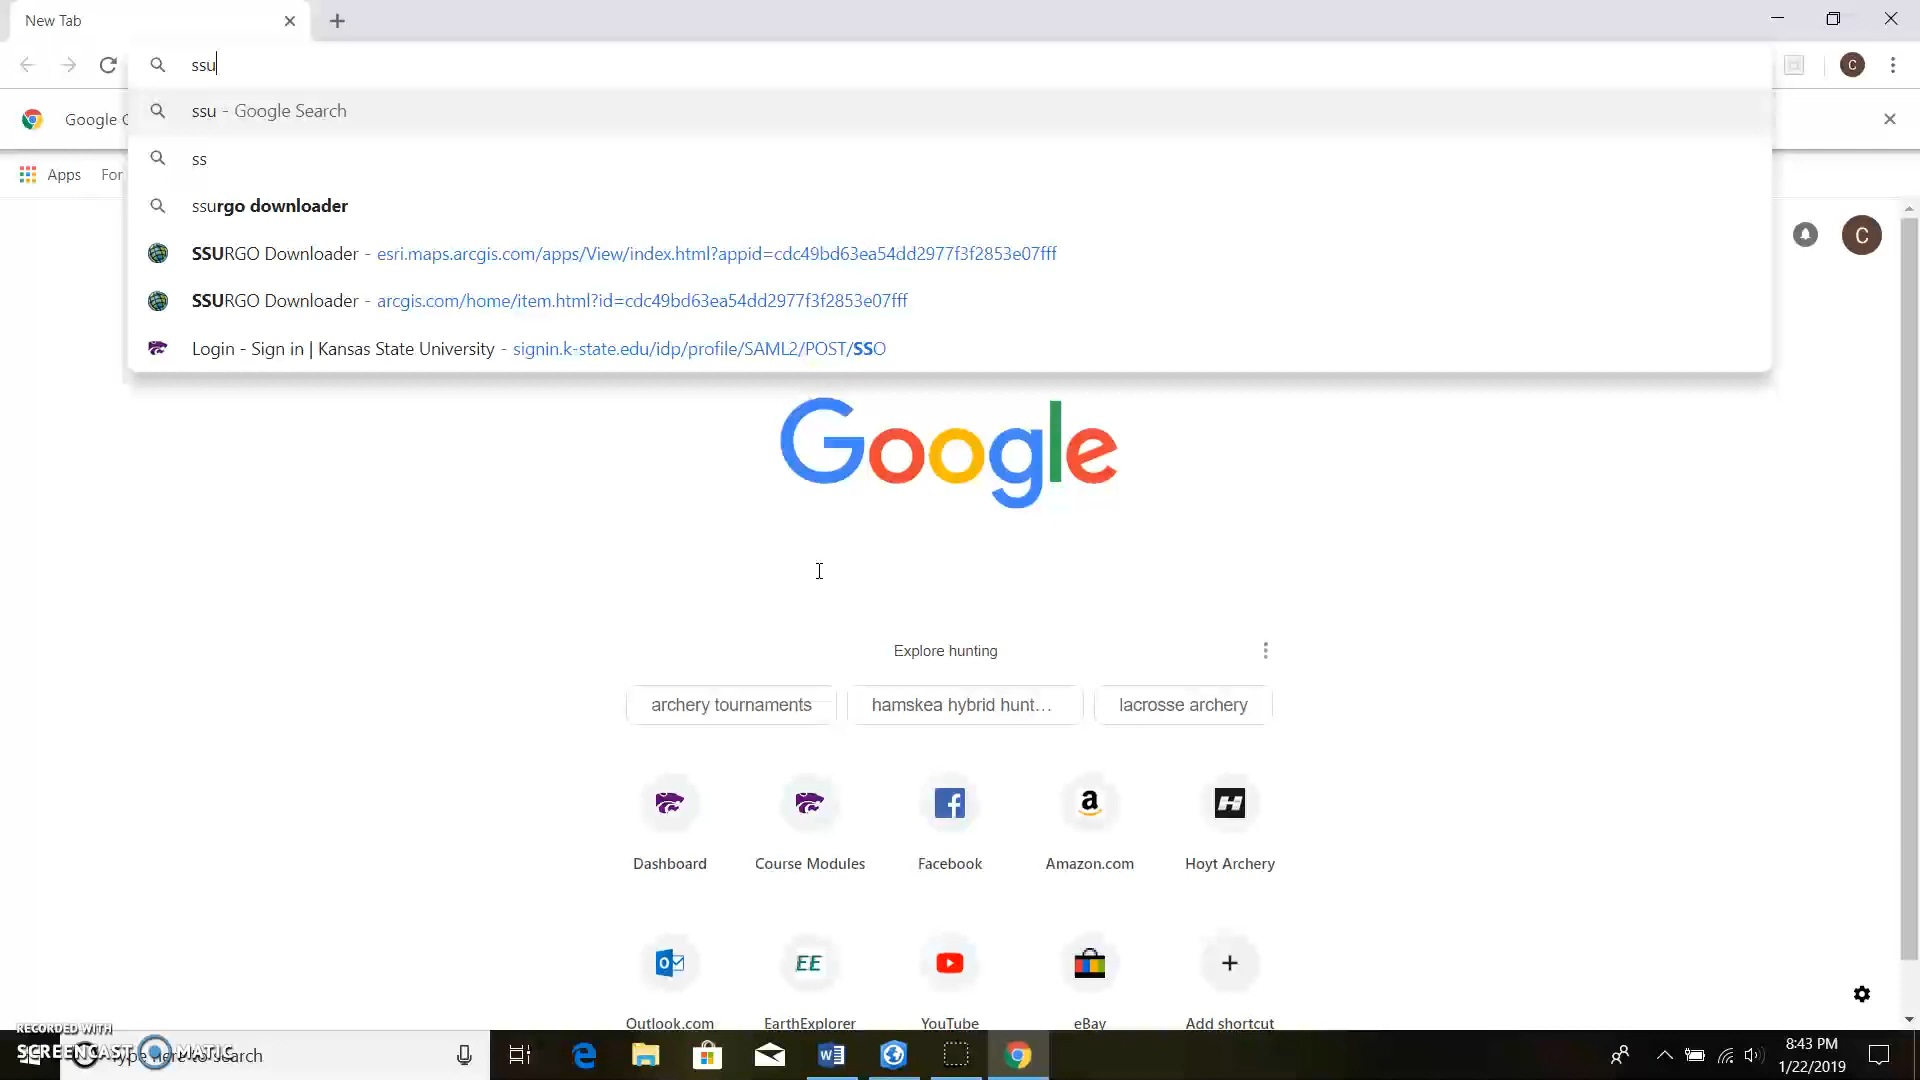 New Tab
ssu
ssu - Google Search
Google C
ss
Apps For
ssurgo downloader
SSURGO Downloader - esri.maps.arcgis.com/apps/View/index.html?appid=cdc49bd63ea54dd2977f3f2853e07fff
C
SSURGO Downloader - arcgis.com/home/item.html?id=cdc49bd63ea54dd2977f3f2853e07fff
Login - Sign in | Kansas State University - signin.k-state.edu/idp/profile/SAML2/POST/SSO
Google
Explore hunting
archery tournaments
hamskea hybrid hunt...
lacrosse archery
Dashboard
Course Modules
Facebook
Amazon.com
Hoyt Archery
Outlook.com
EarthExplorer
YouTube
eBay
Add shortcut
RECORDED WITH
SCREENCAST MATIC
Type here to search
8:43 PM
1/22/2019